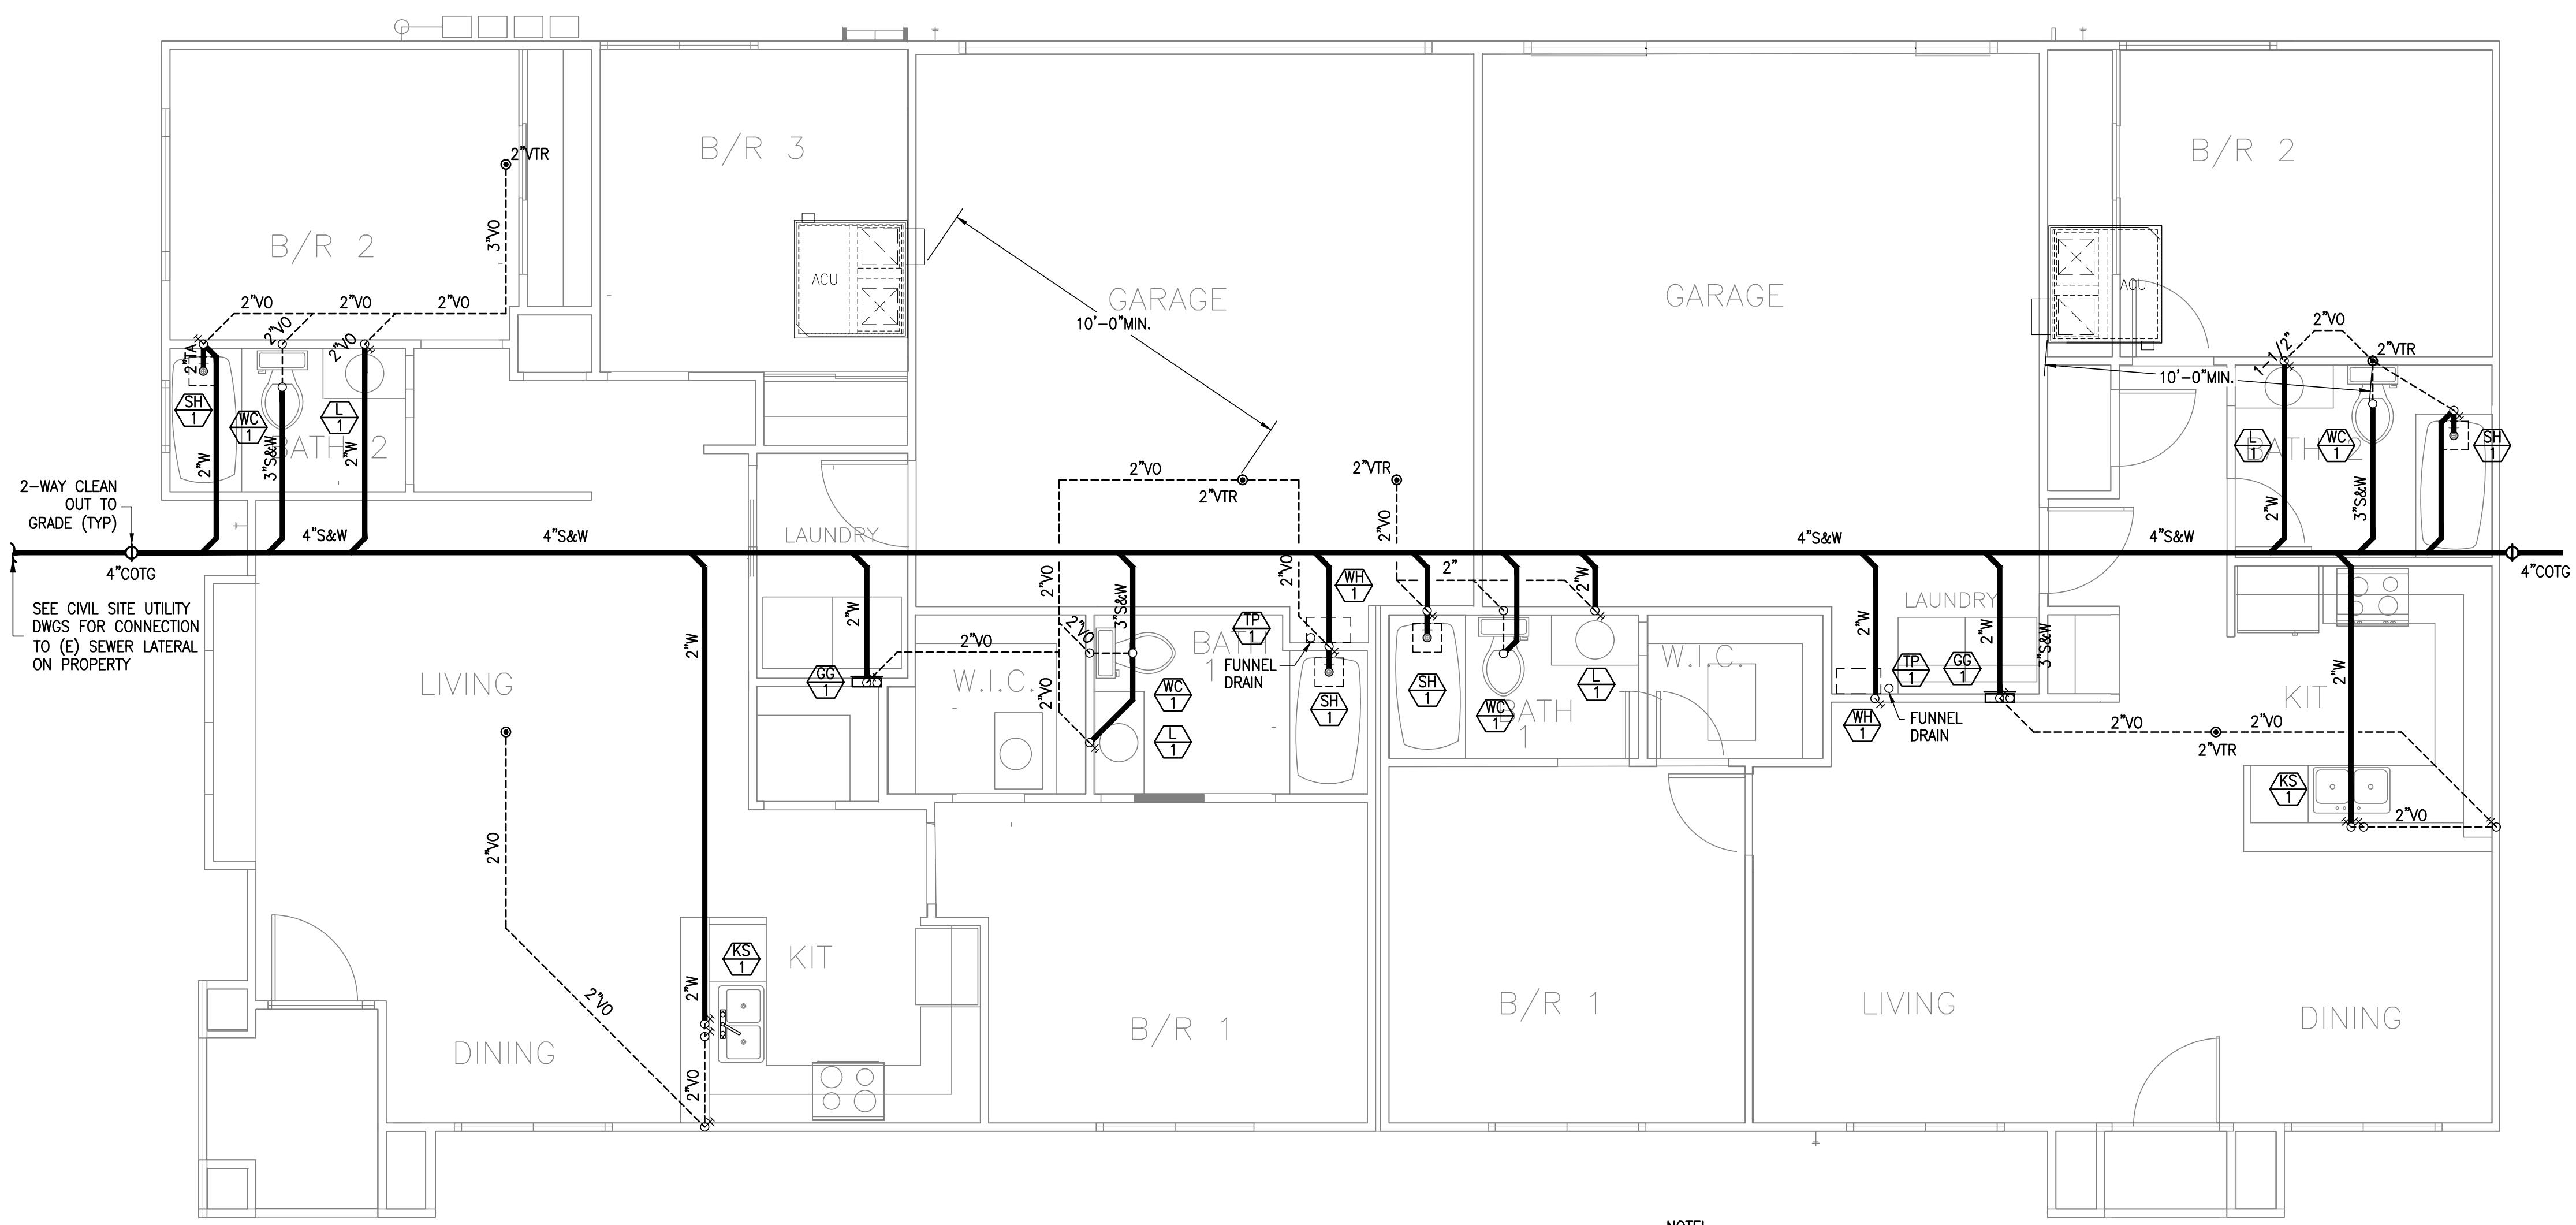 B/R 3
B/R 2
2"VTR
3"VO
B/R 2
ACU
GARAGE
GARAGE
ACU
2"VO
2"VO
2"VO
10'-0"MIN.
2"VO
2"TA
2"VO
2"VO
1-1/2"
2"VTR
10'-0"MIN.
SH
1
WC
1
L
1
BATH 2
2"W
3"S&W
2"W
L
1
BATH 2
WC
1
SH
1
2"W
3"S&W
2"VO
2"VTR
2"VTR
2"VO
2-WAY CLEAN
OUT TO
GRADE (TYP)
4"S&W
4"S&W
LAUNDRY
4"S&W
4"S&W
4"COTG
4"COTG
SEE CIVIL SITE UTILITY
DWGS FOR CONNECTION
TO (E) SEWER LATERAL
ON PROPERTY
2"W
2"W
2"VO
3"S&W
2"VO
WH
1
2"
2"W
2"W
LAUNDRY
2"W
3"S&W
2"W
2"VO
2"VO
TP
1
FUNNEL
DRAIN
BATH
1
W.I.C.
LIVING
GG
1
W.I.C.
2"VO
WC
1
L
1
SH
1
SH
1
WC
1
BATH
1
L
1
TP
1
GG
1
WH
1
FUNNEL
DRAIN
KIT
2"VO
2"VO
2"VTR
KS
1
2"VO
2"VO
KS
1
KIT
2"W
2"VO
2"VO
DINING
B/R 1
B/R 1
LIVING
DINING
NOTE!